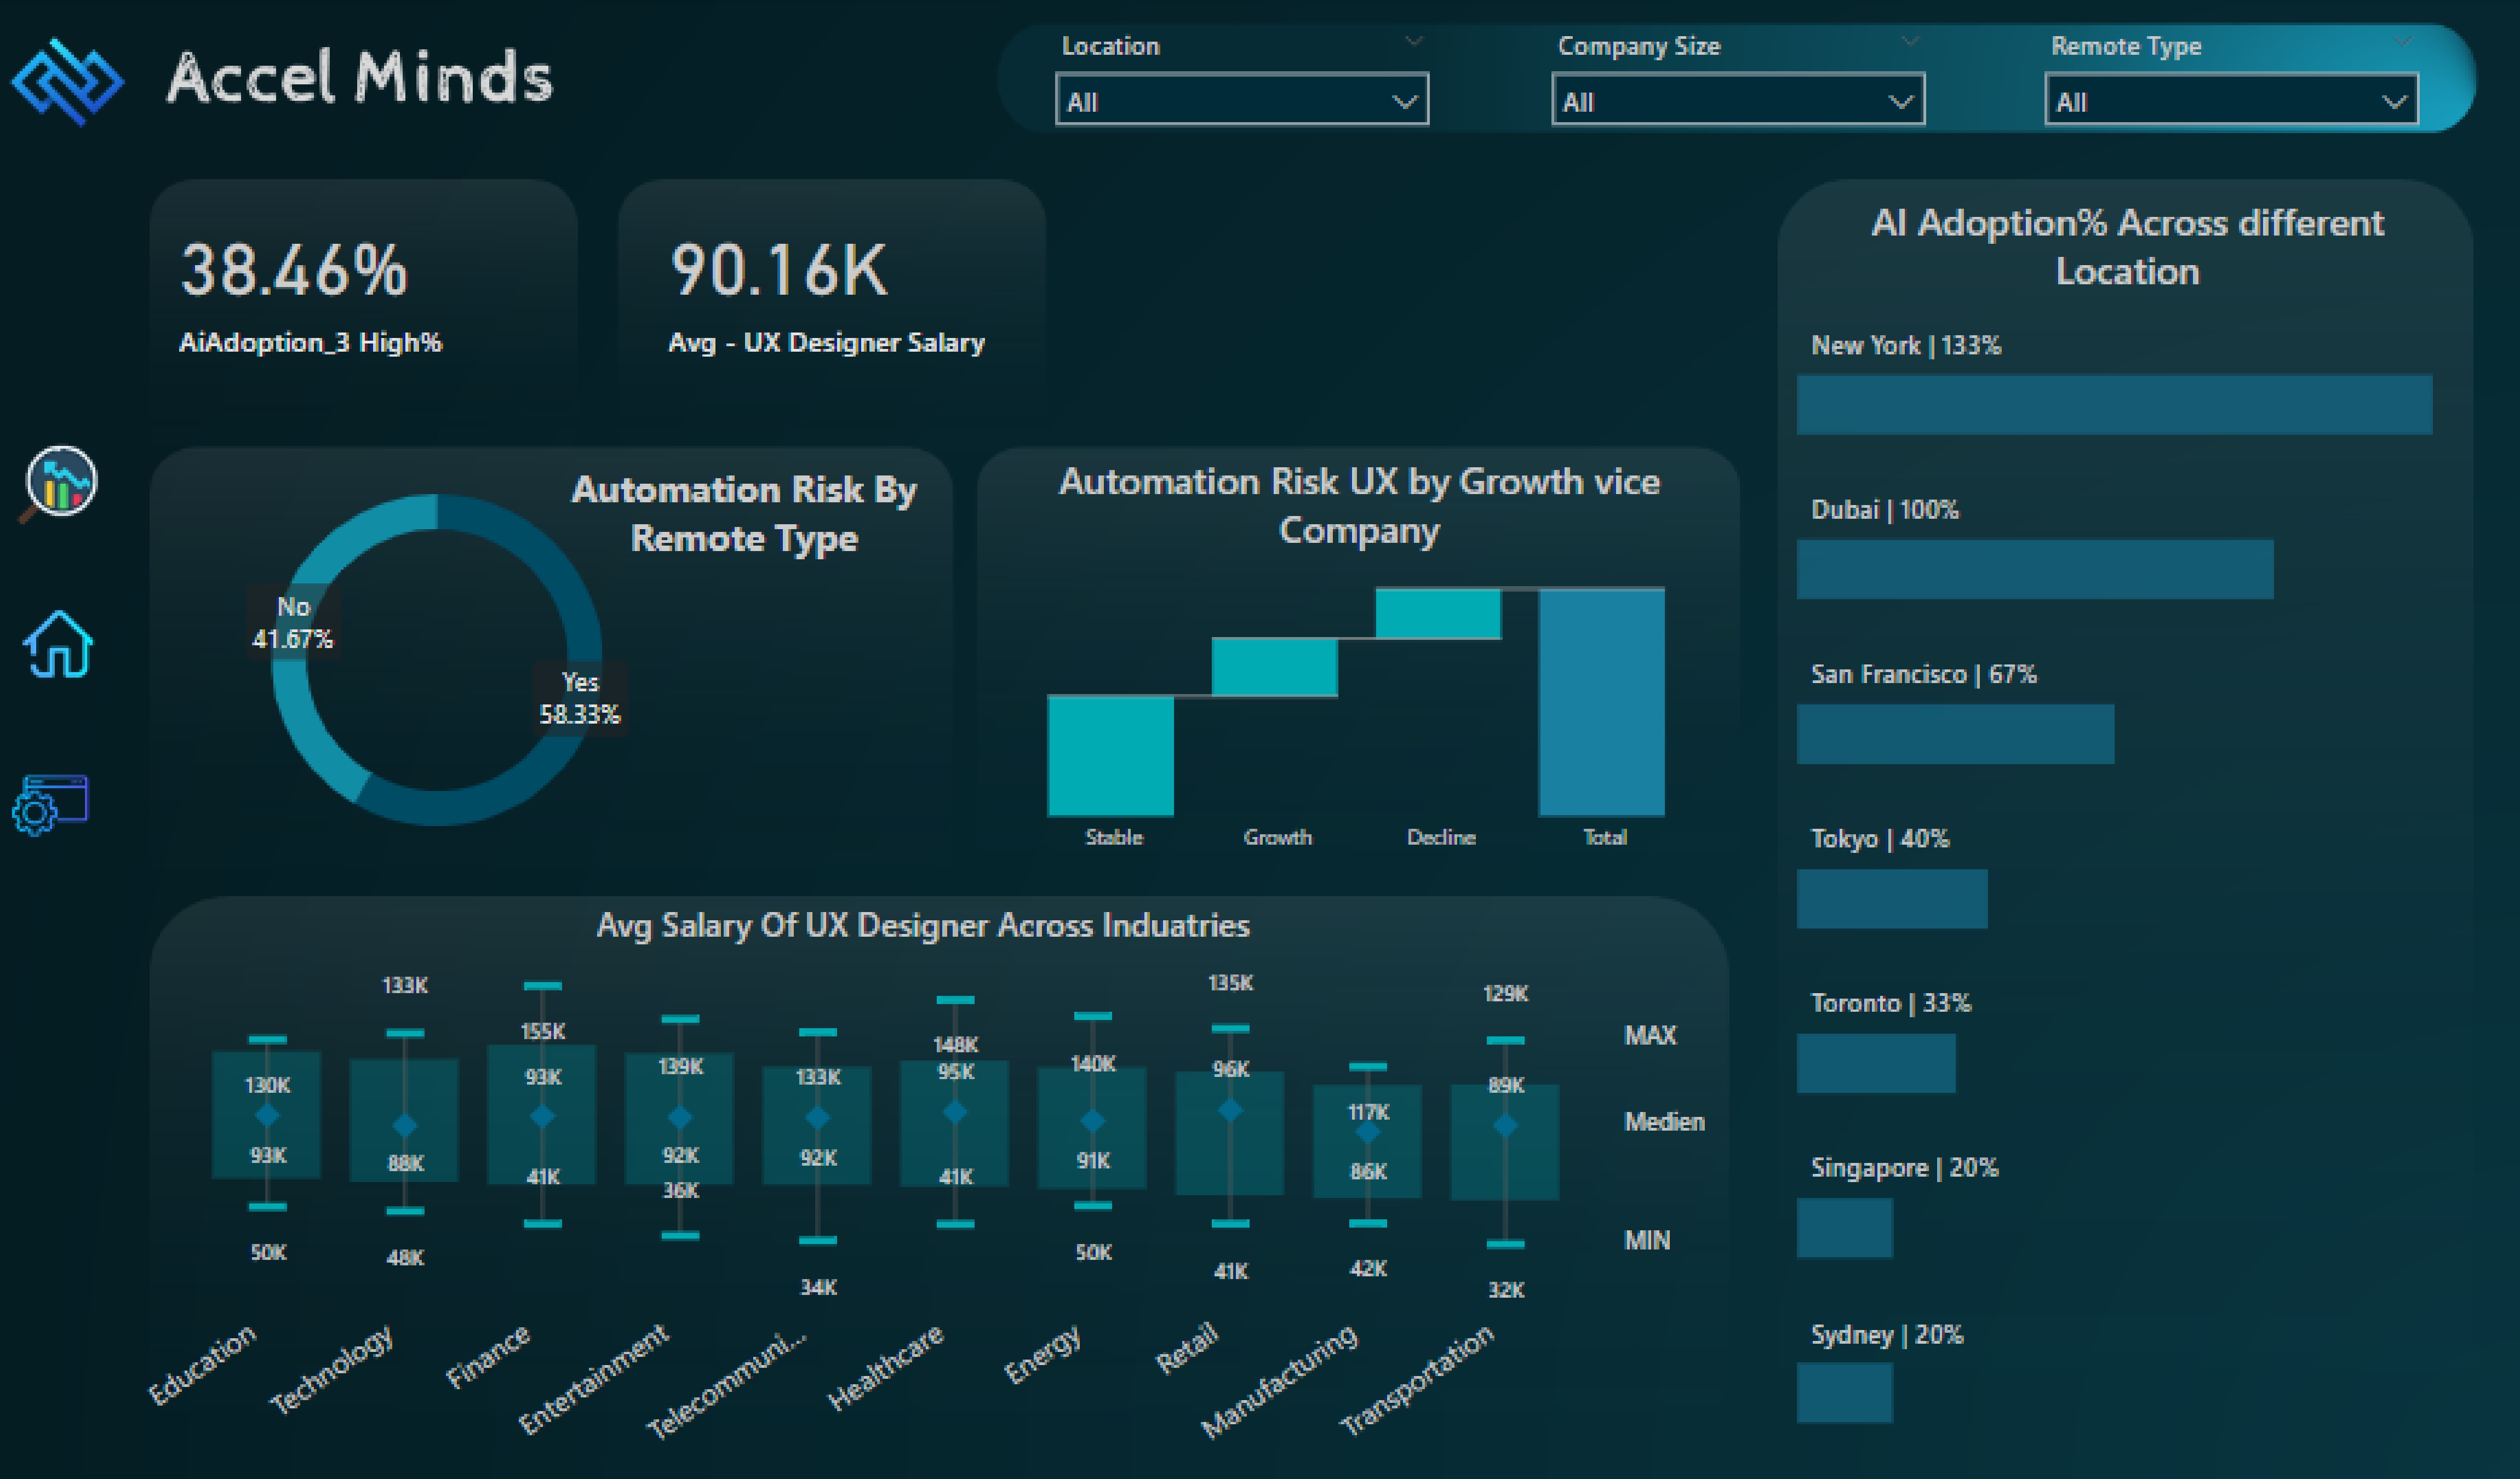 Accel Minds
Location
All
Company Size
All
Remote Type
All
38.46%
AiAdoption_3 High%
90.16K
Avg - UX Designer Salary
Automation Risk By
Remote Type
No
41.67%
Yes
58.33%
Automation Risk UX by Growth vice
Company
Stable
Growth
Decline
Total
Avg Salary Of UX Designer Across Induatries
130K
93K
50K
133K
88K
48K
155K
93K
41K
139K
92K
36K
133K
92K
34K
148K
95K
41K
140K
91K
50K
135K
96K
41K
117K
86K
42K
129K
89K
32K
MAX
Medien
MIN
Education
Technology
Finance
Entertainment
Telecommuni...
Healthcare
Energy
Retail
Manufacturing
Transportation
AI Adoption% Across different
Location
New York | 133%
Dubai | 100%
San Francisco | 67%
Tokyo | 40%
Toronto | 33%
Singapore | 20%
Sydney | 20%